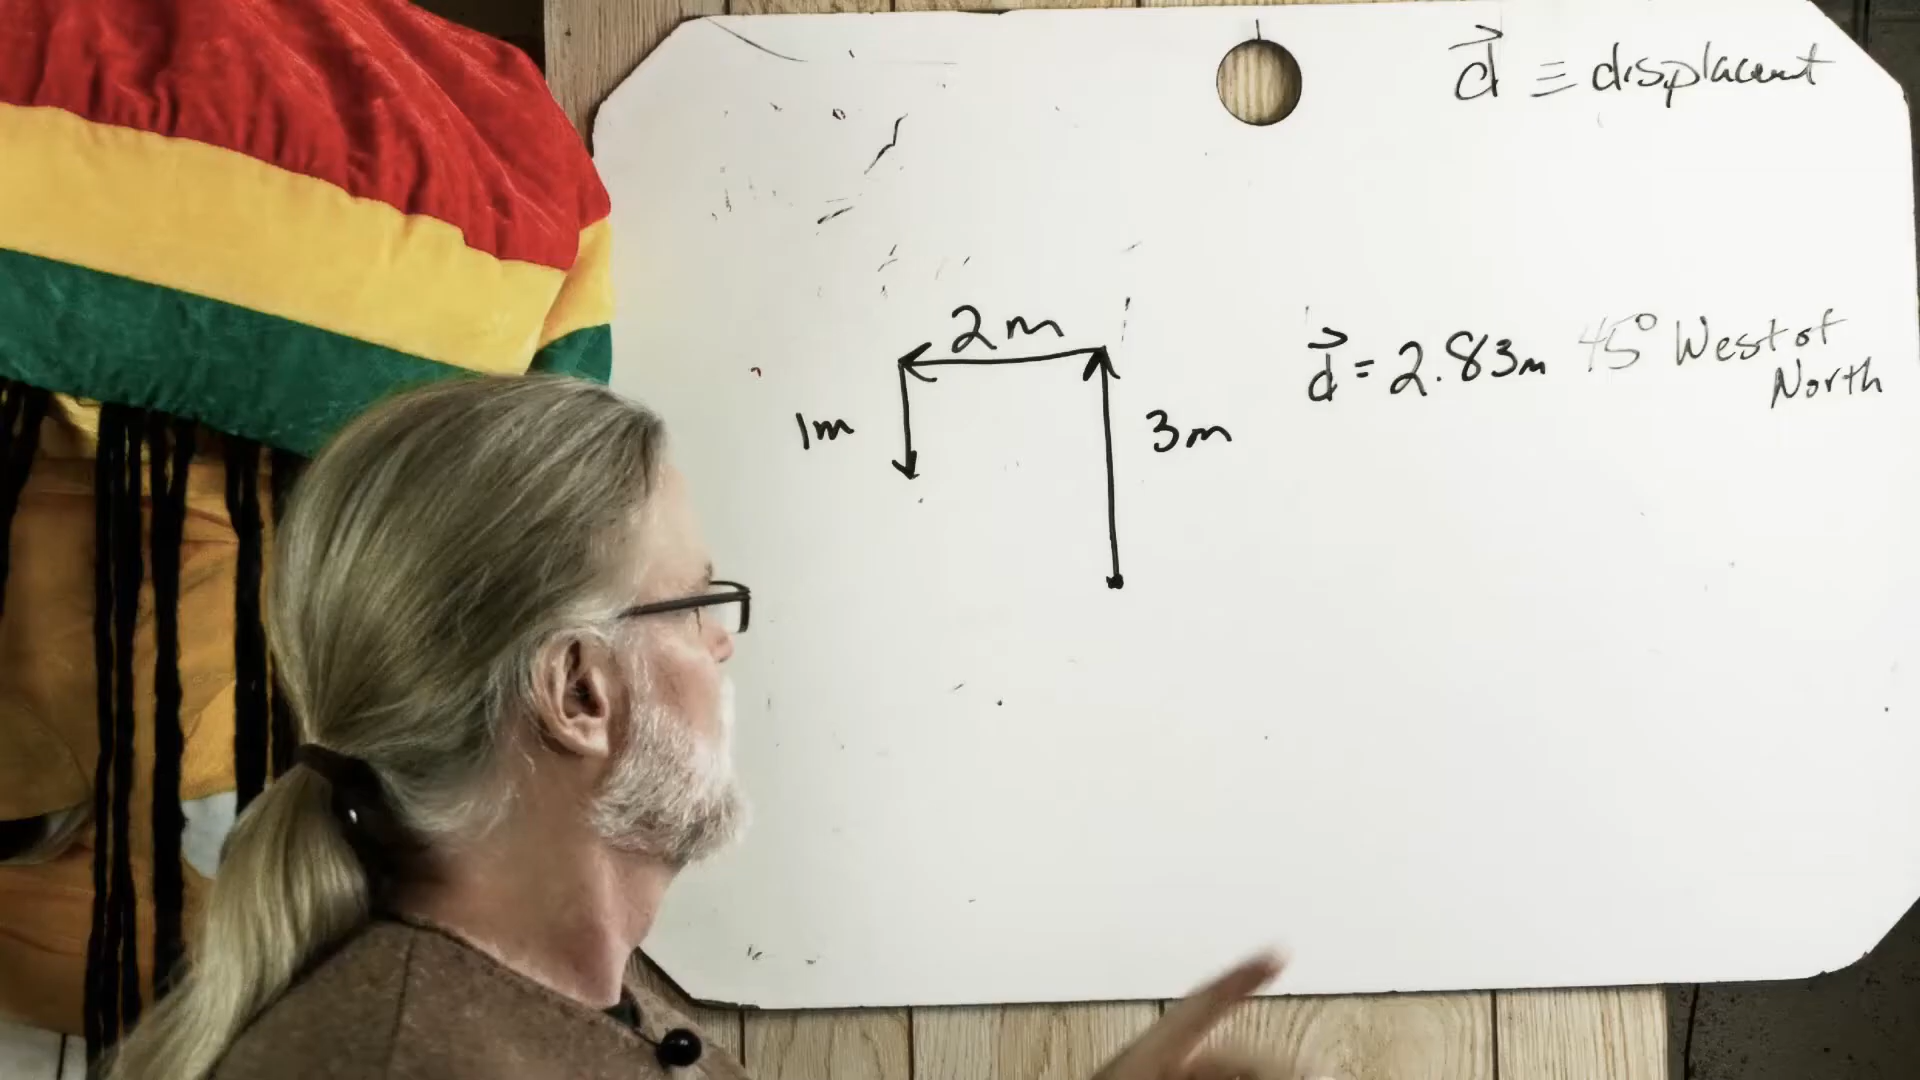 d⃗ ≡ displacent
2m
1m
3m
d⃗ = 2.83m 45° West of
North